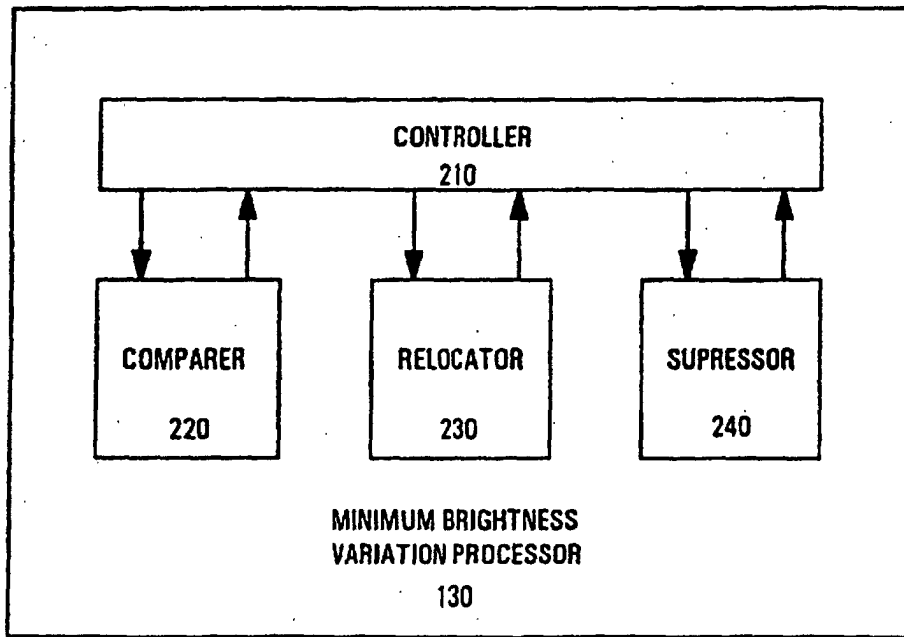 CONTROLLER
210
COMPARER
220
RELOCATOR
230
SUPRESSOR
240
MINIMUM BRIGHTNESS
VARIATION PROCESSOR
130